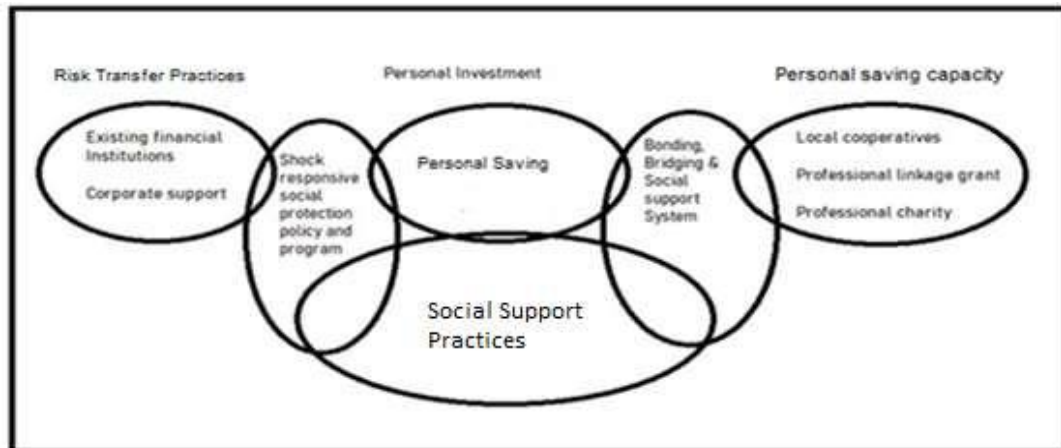 Risk Transfer Practices
Personal Investment
Personal saving capacity
Existing financial
Institutions
Corporate support
Shock
responsive
social
protection
policy and
program
Personal Saving
Bonding,
Bridging &
Social
support
System
Local cooperatives
Professional linkage grant
Professional charity
Social Support
Practices